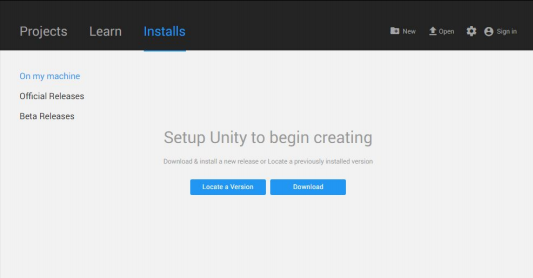 Projects Learn Installs New Open Sign in
On my machine
Official Releases
Beta Releases
Setup Unity to begin creating
Download & install a new release or Locate a previously installed version
Locate a Version Download